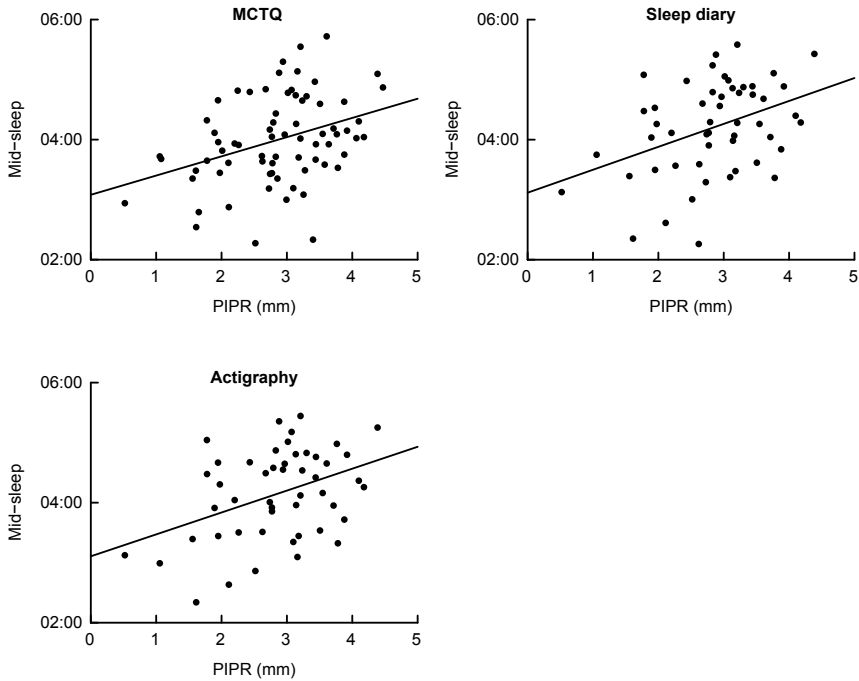 MCTQ
06:00
04:00
02:00
Mid−sleep
0 1 2 3 4 5
PIPR (mm)
Sleep diary
06:00
04:00
02:00
Mid−sleep
0 1 2 3 4 5
PIPR (mm)
Actigraphy
06:00
04:00
02:00
Mid−sleep
0 1 2 3 4 5
PIPR (mm)